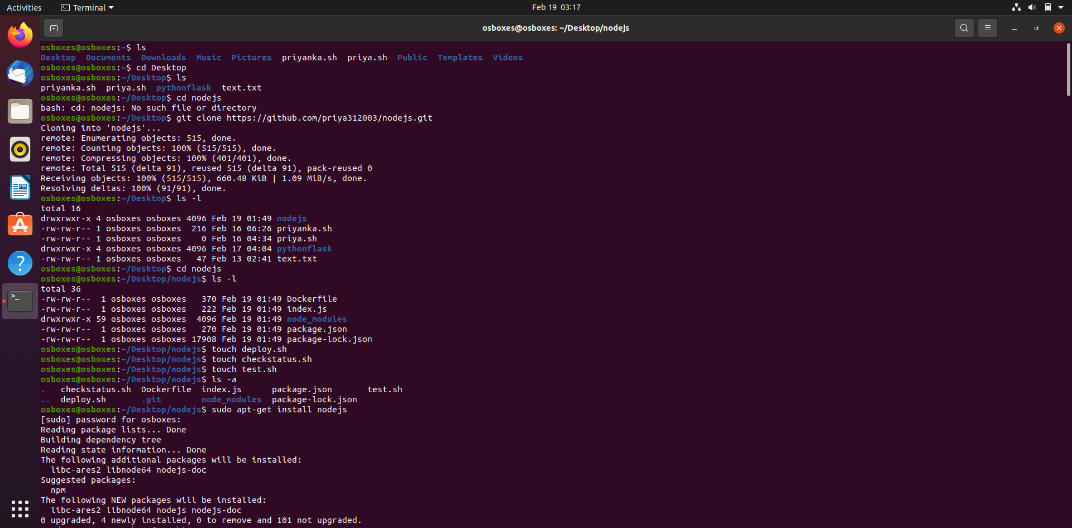 Activities Terminal Feb 19 03:17
osboxes@osboxes: ~/Desktop/nodejs
osboxes@osboxes:~$ ls
Desktop Documents Downloads Music Pictures priyanka.sh priya.sh Public Templates Videos
osboxes@osboxes:~$ cd Desktop
osboxes@osboxes:~/Desktop$ ls
priyanka.sh priya.sh pythonflask text.txt
osboxes@osboxes:~/Desktop$ cd nodejs
bash: cd: nodejs: No such file or directory
osboxes@osboxes:~/Desktop$ git clone https://github.com/priya312003/nodejs.git
Cloning into 'nodejs'...
remote: Enumerating objects: 515, done.
remote: Counting objects: 100% (515/515), done.
remote: Compressing objects: 100% (401/401), done.
remote: Total 515 (delta 91), reused 515 (delta 91), pack-reused 0
Receiving objects: 100% (515/515), 660.48 KiB | 1.09 MiB/s, done.
Resolving deltas: 100% (91/91), done.
osboxes@osboxes:~/Desktop$ ls -l
total 16
drwxrwxr-x 4 osboxes osboxes 4096 Feb 19 01:49 nodejs
-rw-rw-r-- 1 osboxes osboxes 216 Feb 16 06:26 priyanka.sh
-rw-rw-r-- 1 osboxes osboxes 0 Feb 16 04:34 priya.sh
drwxrwxr-x 4 osboxes osboxes 4096 Feb 17 04:04 pythonflask
-rw-rw-r-- 1 osboxes osboxes 47 Feb 13 02:41 text.txt
osboxes@osboxes:~/Desktop$ cd nodejs
osboxes@osboxes:~/Desktop/nodejs$ ls -l
total 36
-rw-rw-r-- 1 osboxes osboxes 370 Feb 19 01:49 Dockerfile
-rw-rw-r-- 1 osboxes osboxes 222 Feb 19 01:49 index.js
drwxrwxr-x 59 osboxes osboxes 4096 Feb 19 01:49 node_modules
-rw-rw-r-- 1 osboxes osboxes 270 Feb 19 01:49 package.json
-rw-rw-r-- 1 osboxes osboxes 17908 Feb 19 01:49 package-lock.json
osboxes@osboxes:~/Desktop/nodejs$ touch deploy.sh
osboxes@osboxes:~/Desktop/nodejs$ touch checkstatus.sh
osboxes@osboxes:~/Desktop/nodejs$ touch test.sh
osboxes@osboxes:~/Desktop/nodejs$ ls -a
. checkstatus.sh Dockerfile index.js package.json test.sh
.. deploy.sh .git node_modules package-lock.json
osboxes@osboxes:~/Desktop/nodejs$ sudo apt-get install nodejs
[sudo] password for osboxes:
Reading package lists... Done
Building dependency tree
Reading state information... Done
The following additional packages will be installed:
libc-ares2 libnode64 nodejs-doc
Suggested packages:
npm
The following NEW packages will be installed:
libc-ares2 libnode64 nodejs nodejs-doc
0 upgraded, 4 newly installed, 0 to remove and 101 not upgraded.